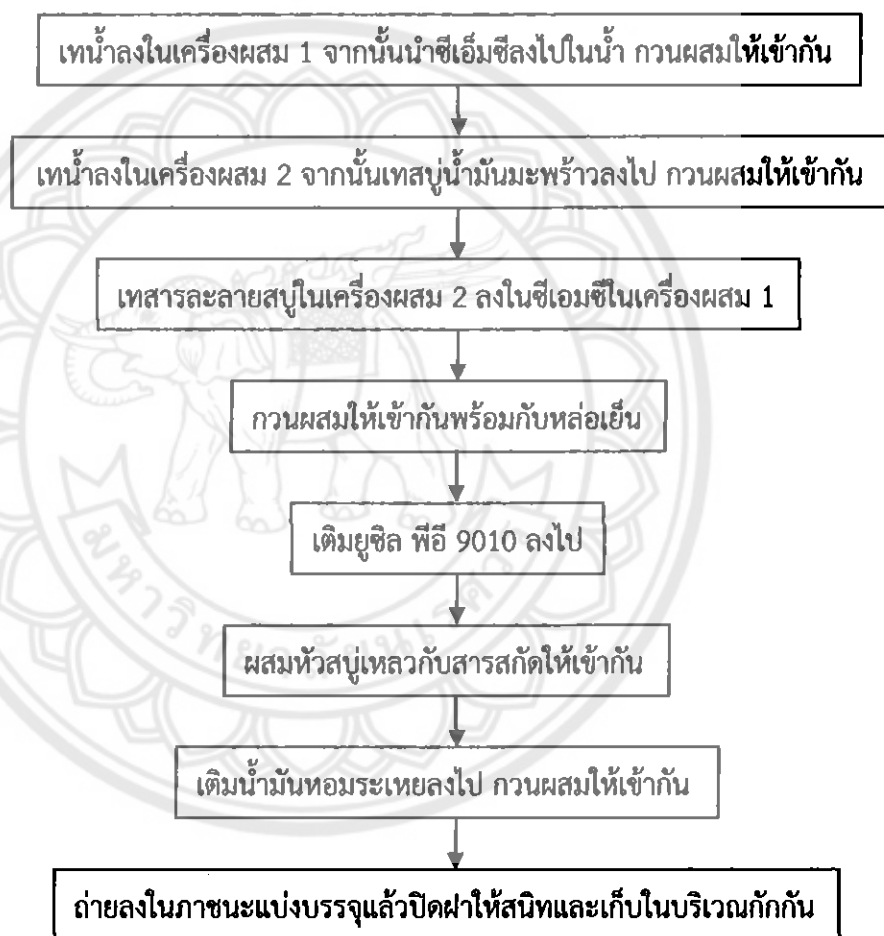 เทน้ำลงในเครื่องผสม 1 จากนั้นนำซีเอ็มซีลงไปในน้ำ กวนผสมให้เข้ากัน
เทน้ำลงในเครื่องผสม 2 จากนั้นเทสบู่น้ำมันมะพร้าวลงไป กวนผสมให้เข้ากัน
เทสารละลายสบู่ในเครื่องผสม 2 ลงในซีเอมซีในเครื่องผสม 1
กวนผสมให้เข้ากันพร้อมกับหล่อเย็น
เติมยูซิล พีอี 9010 ลงไป
ผสมหัวสบู่เหลวกับสารสกัดให้เข้ากัน
เติมน้ำมันหอมระเหยลงไป กวนผสมให้เข้ากัน
ถ่ายลงในภาชนะแบ่งบรรจุแล้วปิดฝาให้สนิทและเก็บในบริเวณกักกัน
มหาวิทยาลัยนเรศวร